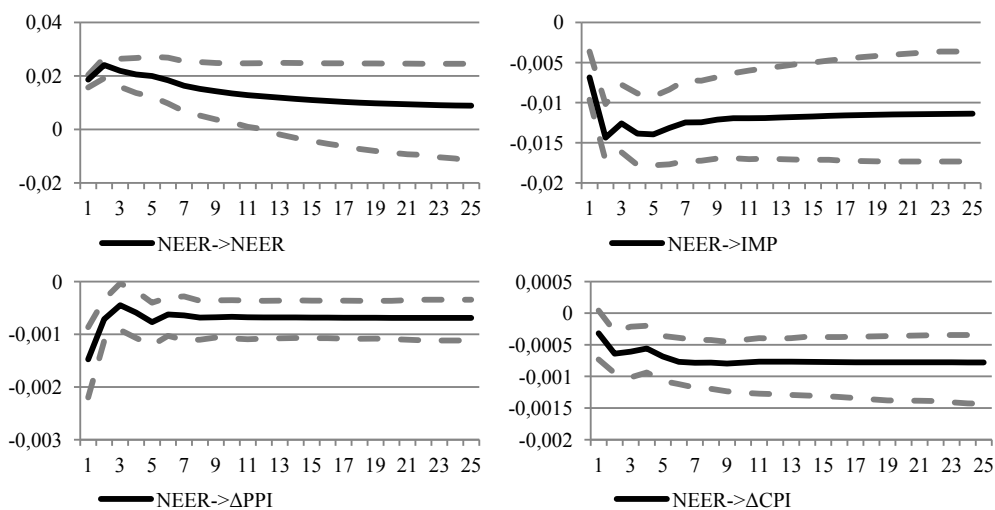 0,04
0,02
0
-0,02
1 3 5 7 9 11 13 15 17 19 21 23 25
NEER->NEER
0
-0,005
-0,01
-0,015
-0,02
1 3 5 7 9 11 13 15 17 19 21 23 25
NEER->IMP
0
-0,001
-0,002
-0,003
1 3 5 7 9 11 13 15 17 19 21 23 25
NEER->ΔPPI
0,0005
0
-0,0005
-0,001
-0,0015
-0,002
1 3 5 7 9 11 13 15 17 19 21 23 25
NEER->ΔCPI